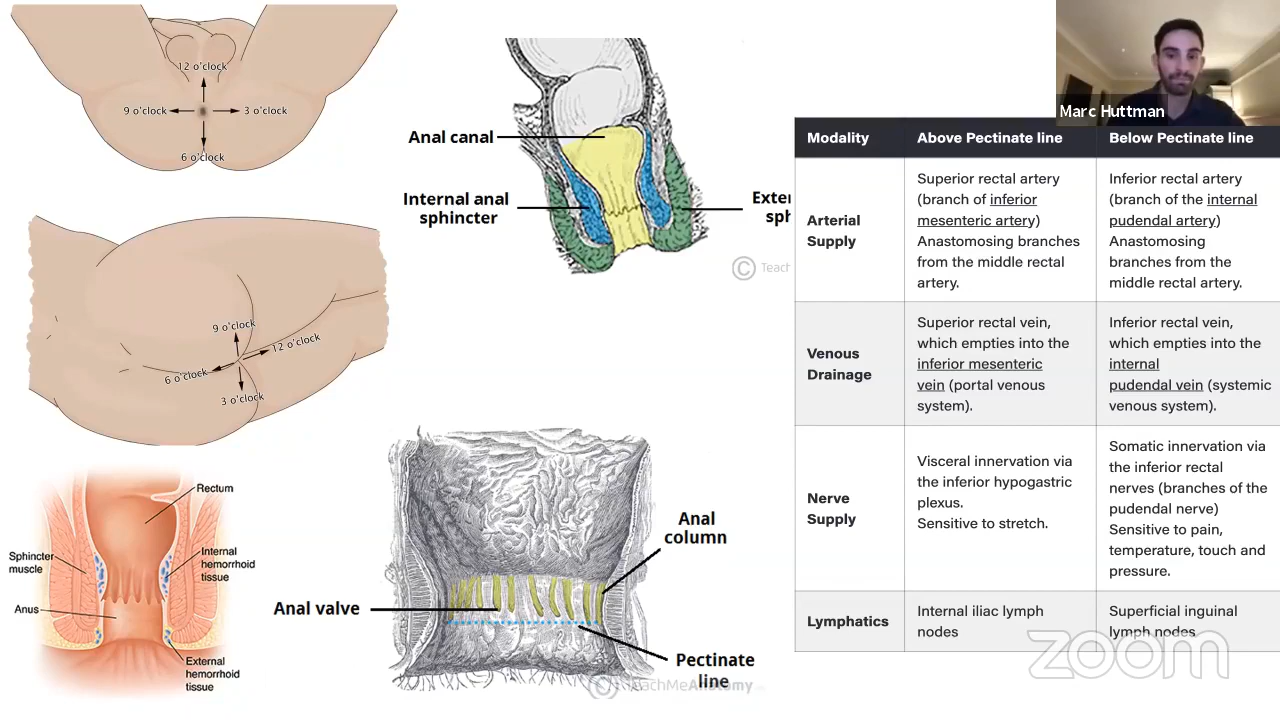 12 o'clock
9 o'clock
3 o'clock
6 o'clock
9 o'clock
12 o'clock
6 o'clock
3 o'clock
Rectum
Sphincter
muscle
Internal
hemorrhoid
tissue
Anus
External
hemorrhoid
tissue
Anal canal
Internal anal
sphincter
Exter
sph
© Teach
Anal
column
Anal valve
Pectinate
line
© TeachMeAnatomy
Marc Huttman
Modality
Above Pectinate line
Below Pectinate line
Arterial
Supply
Superior rectal artery
(branch of inferior
mesenteric artery)
Anastomosing branches
from the middle rectal
artery.
Inferior rectal artery
(branch of the internal
pudendal artery)
Anastomosing
branches from the
middle rectal artery.
Venous
Drainage
Superior rectal vein,
which empties into the
inferior mesenteric
vein (portal venous
system).
Inferior rectal vein,
which empties into the
internal
pudendal vein (systemic
venous system).
Nerve
Supply
Visceral innervation via
the inferior hypogastric
plexus.
Sensitive to stretch.
Somatic innervation via
the inferior rectal
nerves (branches of the
pudendal nerve)
Sensitive to pain,
temperature, touch and
pressure.
Lymphatics
Internal iliac lymph
nodes
Superficial inguinal
lymph nodes
zoom